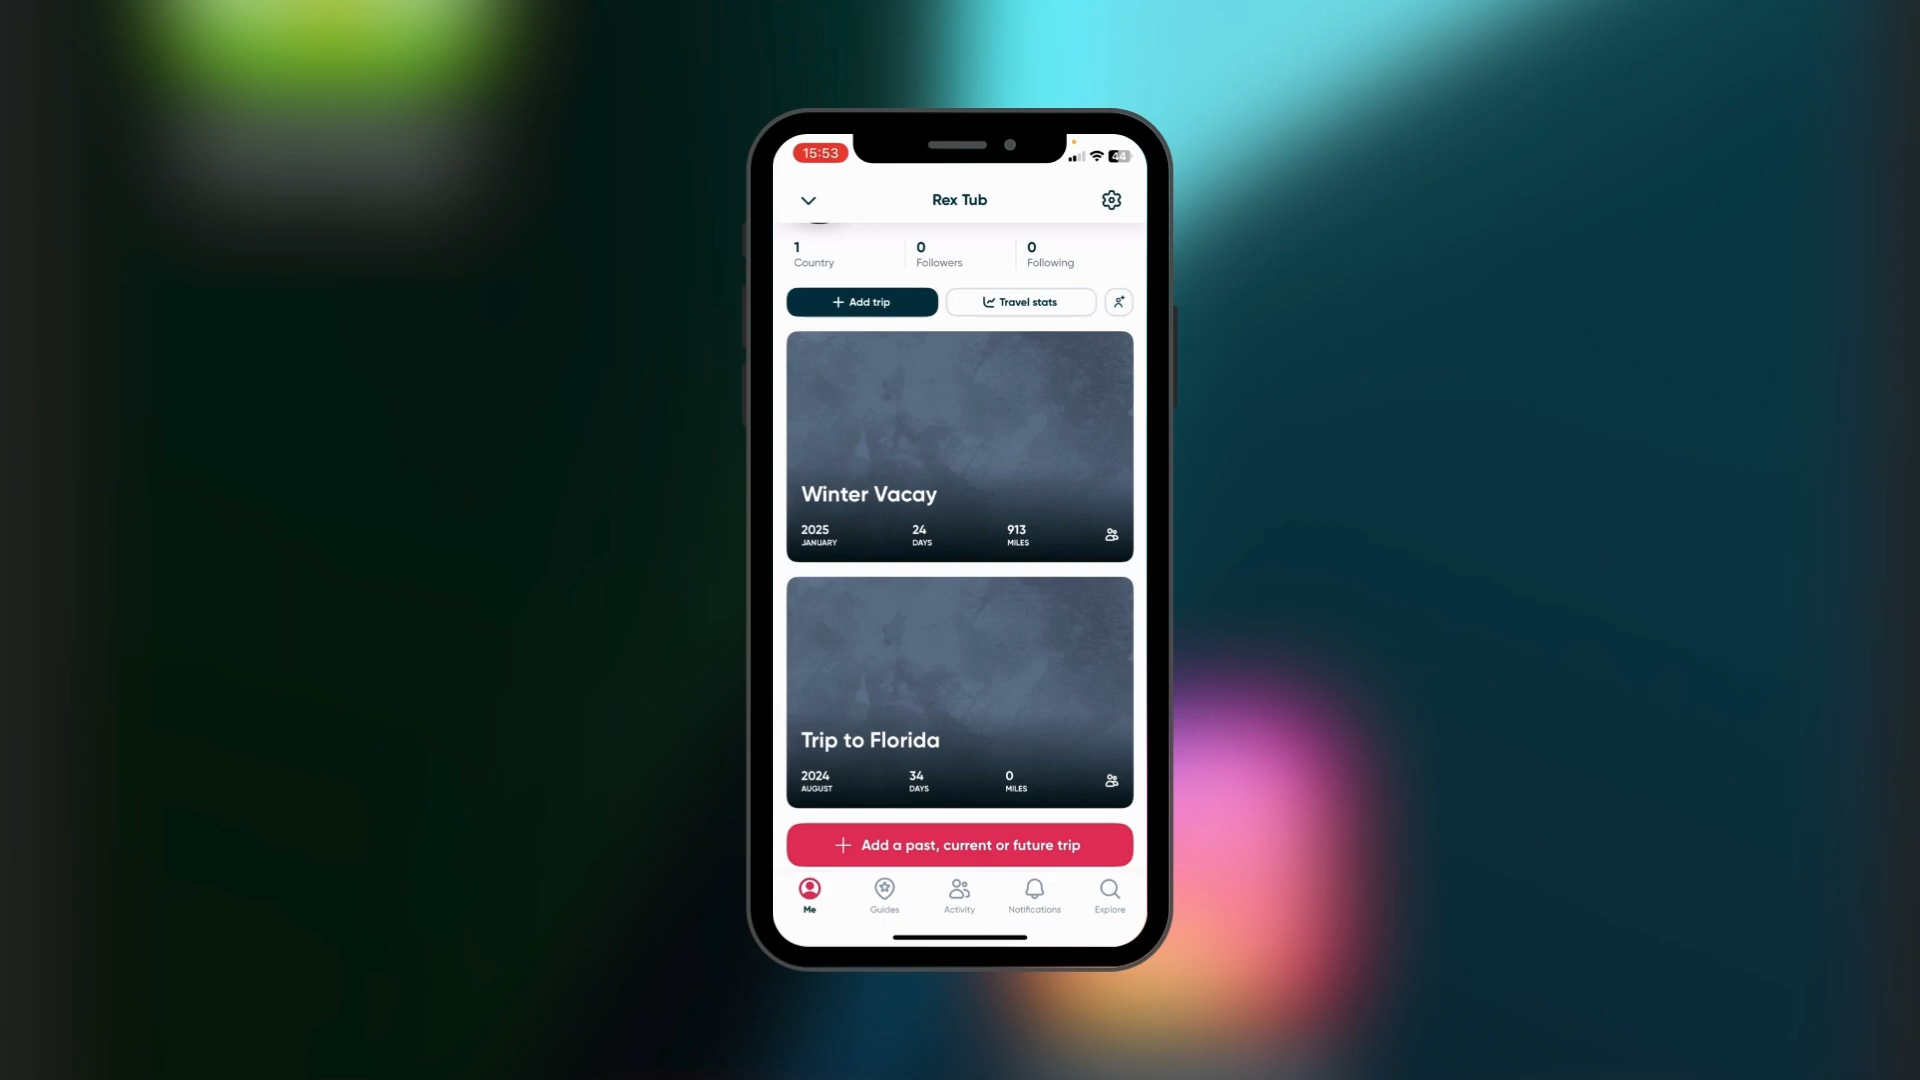 15:53
44
Rex Tub
1 0 0
Country Followers Following
Add trip Travel stats
Winter Vacay
2025 24 913
JANUARY DAYS MILES
Trip to Florida
2024 34 0
AUGUST DAYS MILES
Add a past, current or future trip
Me Guides Activity Notifications Explore